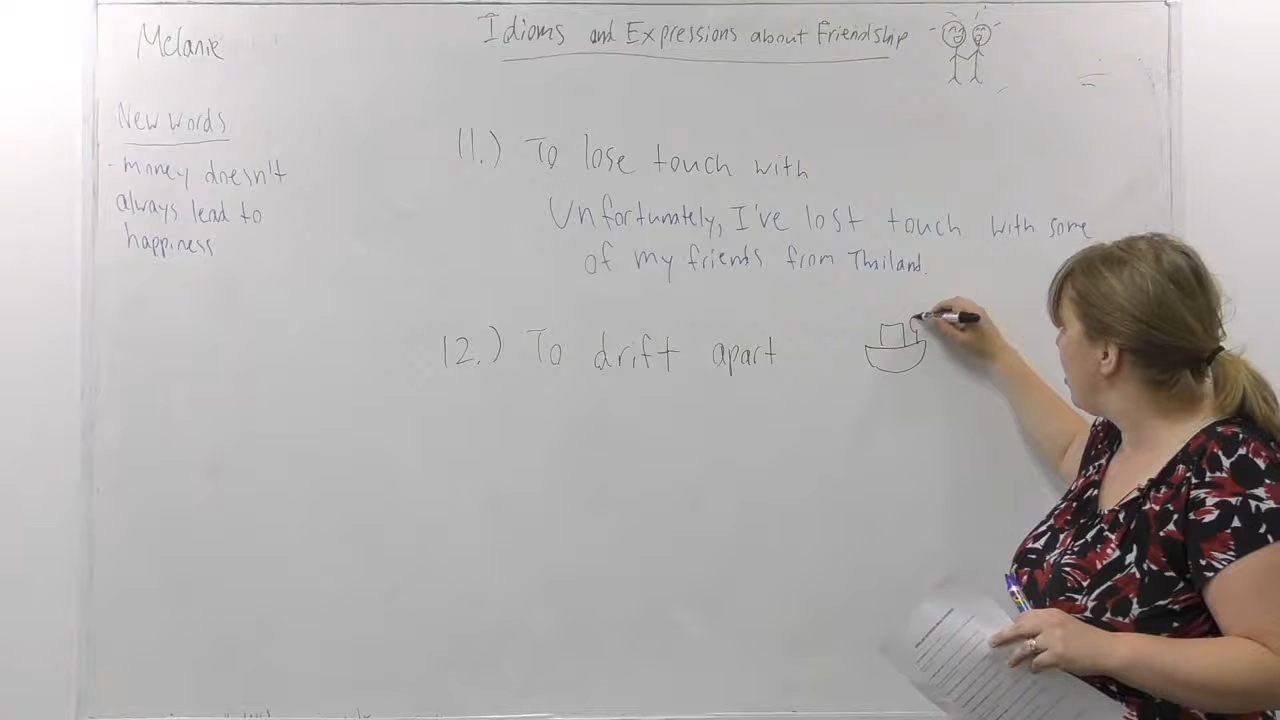 Melanie
Idioms and Expressions about Friendship
New words
- money doesn't
always lead to
happiness
11.) To lose touch with
Unfortunately, I've lost touch with some
of my friends from Thailand.
12.) To drift apart